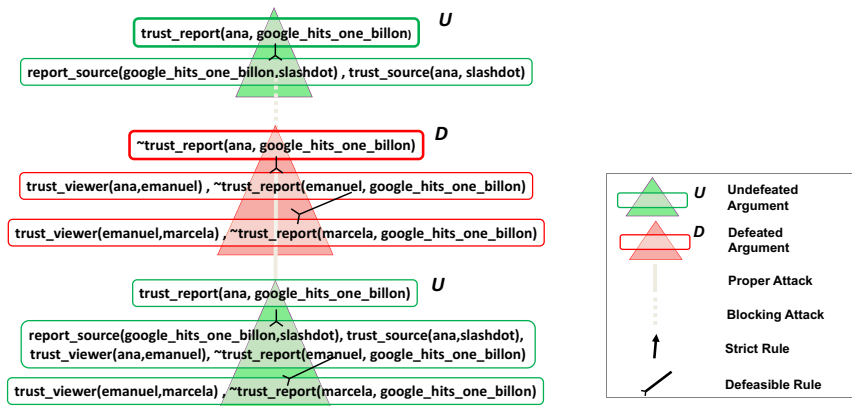 U
trust_report(ana, google_hits_one_billon)
report_source(google_hits_one_billon,slashdot) , trust_source(ana, slashdot)
D
~trust_report(ana, google_hits_one_billon)
trust_viewer(ana,emanuel) , ~trust_report(emanuel, google_hits_one_billon)
trust_viewer(emanuel,marcela) , ~trust_report(marcela, google_hits_one_billon)
U
trust_report(ana, google_hits_one_billon)
report_source(google_hits_one_billon,slashdot), trust_source(ana,slashdot),
trust_viewer(ana,emanuel), ~trust_report(emanuel, google_hits_one_billon)
trust_viewer(emanuel,marcela) , ~trust_report(marcela, google_hits_one_billon)
U
Undefeated
Argument
D
Defeated
Argument
Proper Attack
Blocking Attack
Strict Rule
Defeasible Rule